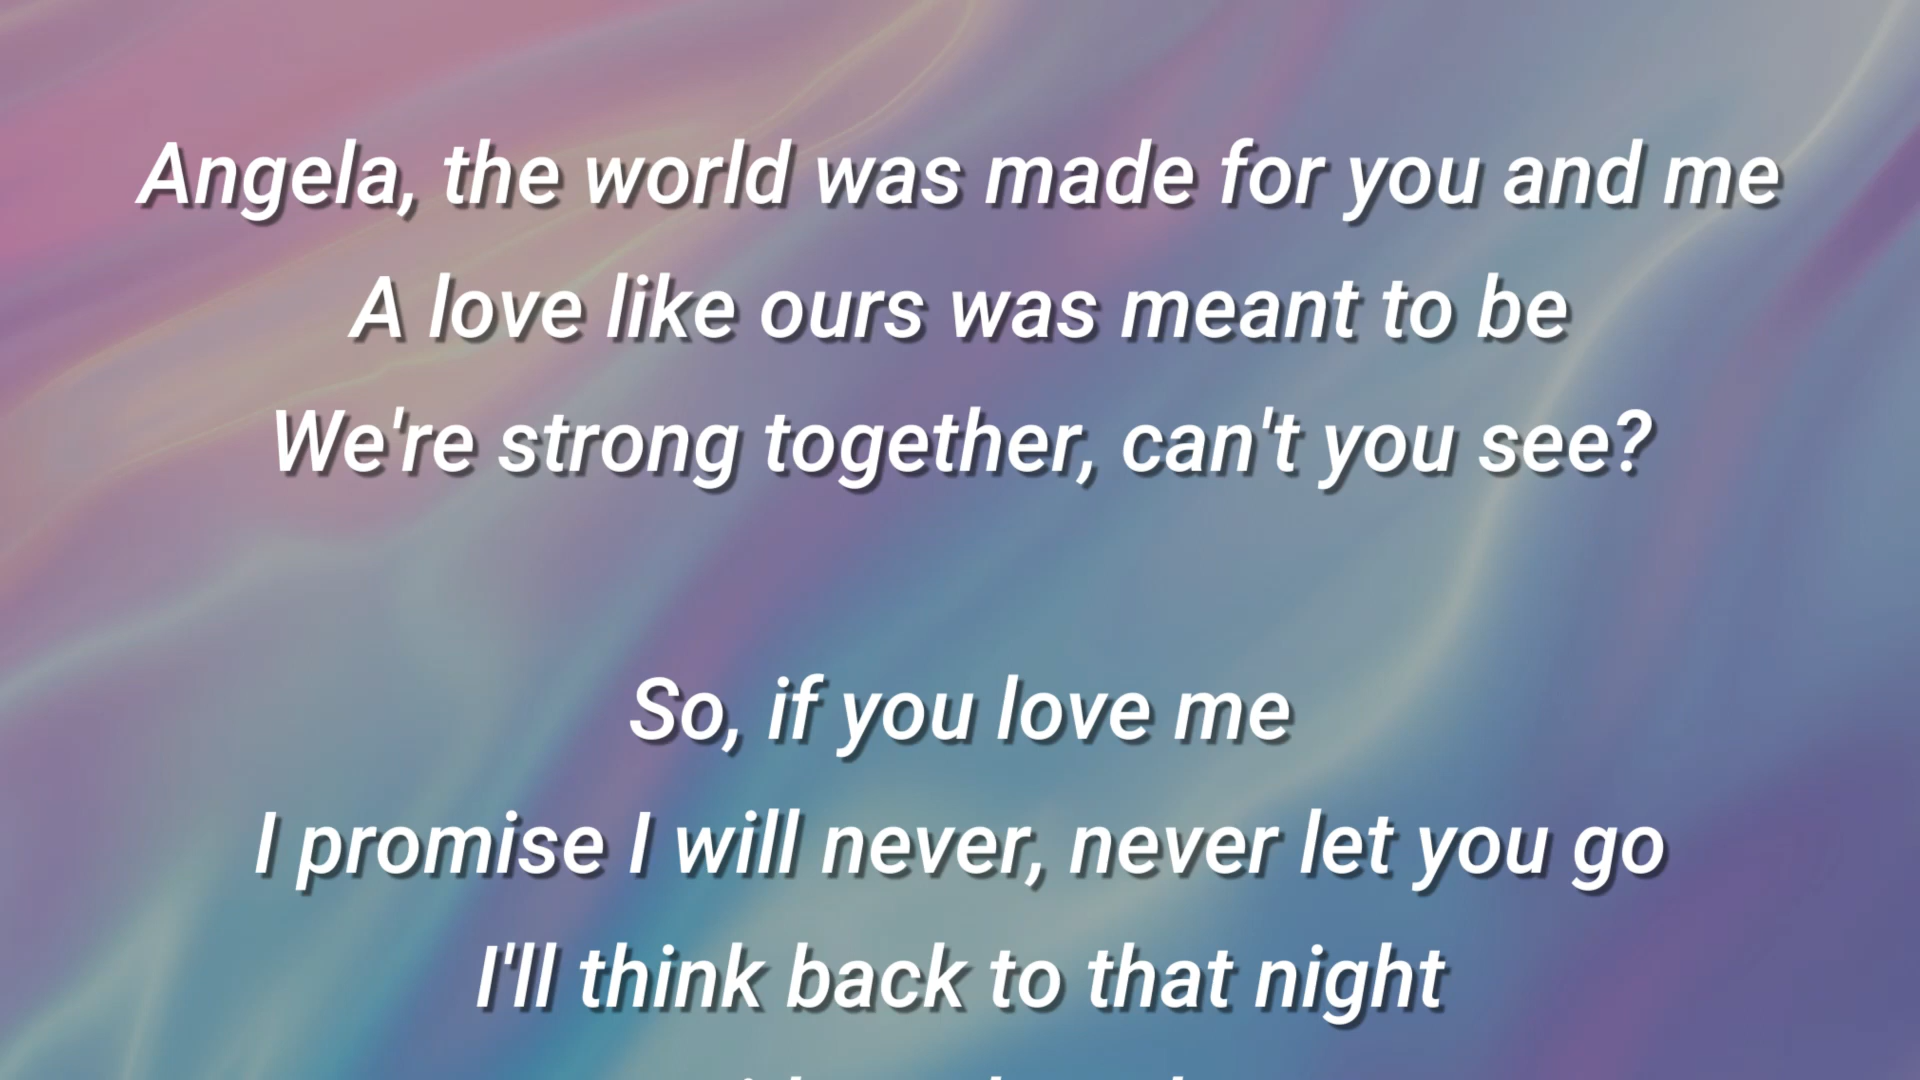 Angela, the world was made for you and me
A love like ours was meant to be
We're strong together, can't you see?
So, if you love me
I promise I will never, never let you go
I'll think back to that night